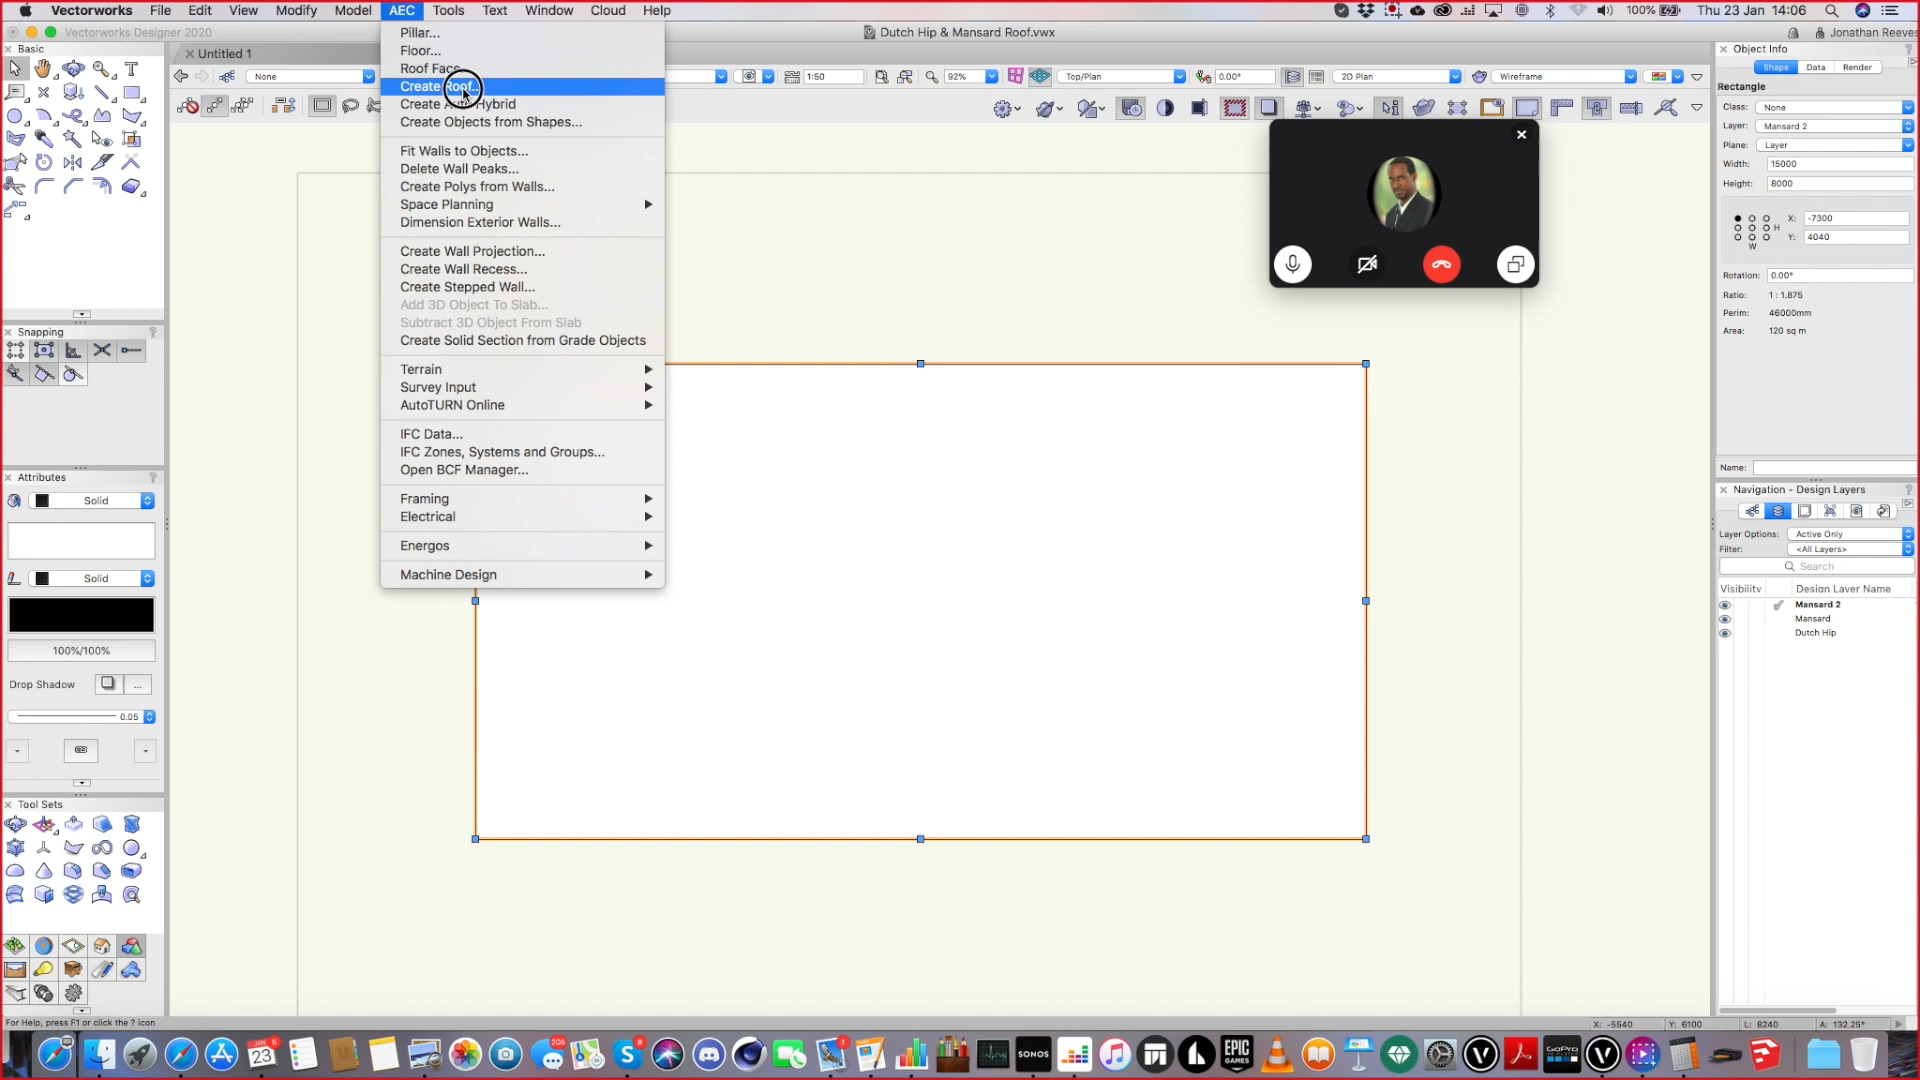 Vectorworks File Edit View Modify Model AEC Tools Text Window Cloud Help 100% Thu 23 Jan 14:06
Vectorworks Designer 2020 Dutch Hip & Mansard Roof.vwx Jonathan Reeves
Basic
Untitled 1
None 1:50 92% Top/Plan 0.00° 2D Plan Wireframe
Pillar...
Floor...
Roof Face
Create Roof...
Create Hybrid
Create Objects from Shapes...
Fit Walls to Objects...
Delete Wall Peaks...
Create Polys from Walls...
Space Planning
Dimension Exterior Walls...
Create Wall Projection...
Create Wall Recess...
Create Stepped Wall...
Add 3D Object To Slab...
Subtract 3D Object From Slab
Create Solid Section from Grade Objects
Terrain
Survey Input
AutoTURN Online
IFC Data...
IFC Zones, Systems and Groups...
Open BCF Manager...
Framing
Electrical
Energos
Machine Design
Snapping
Attributes
Solid
Solid
100%/100%
Drop Shadow ...
0.05
Tool Sets
Object Info
Shape Data Render
Rectangle
Class: None
Layer: Mansard 2
Plane: Layer
Width: 15000
Height: 8000
X: -7300
H
Y: 4040
W
Rotation: 0.00°
Ratio: 1 : 1.875
Perim: 46000mm
Area: 120 sq m
Name:
Navigation - Design Layers
Layer Options: Active Only
Filter: <All Layers>
Search
Visibility Design Layer Name
Mansard 2
Mansard
Dutch Hip
For Help, press F1 or click the ? icon
X: -5540 Y: 6100 L: 8240 A: 132.25°
JAN 23 206 8 1 SONOS EPIC GAMES GoPro